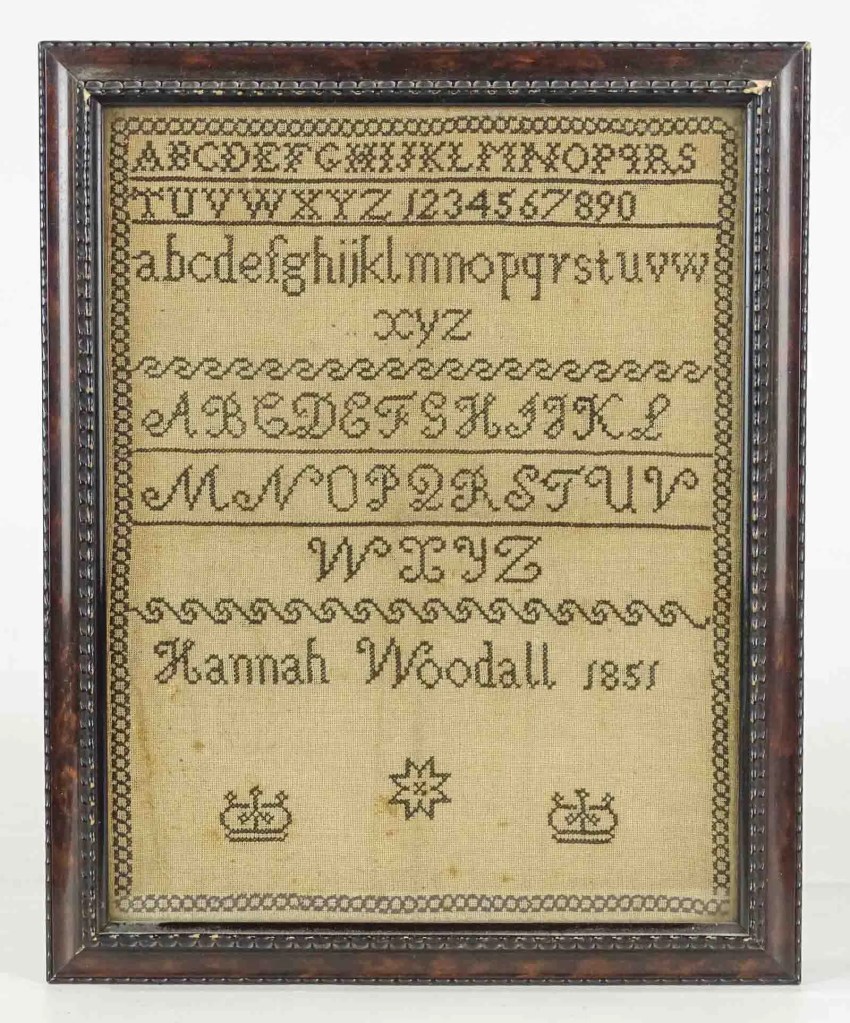 ABCDEFGHIJKLMNOPQRS
TUVWXYZ 1234567890
abcdefghijklmnopqrstuvw
xyz
ABCDEFGHIJKL
MNOPQRSTUV
WXYZ
Hannah Woodall 1851